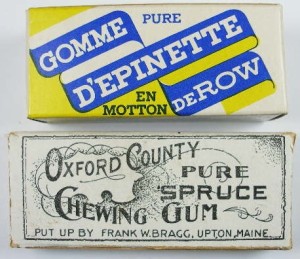 PURE
GOMME
D'EPINETTE
EN
MOTTON
DEROW
OXFORD COUNTY
PURE
SPRUCE
CHEWING GUM
PUT UP BY FRANK W. BRAGG, UPTON, MAINE.